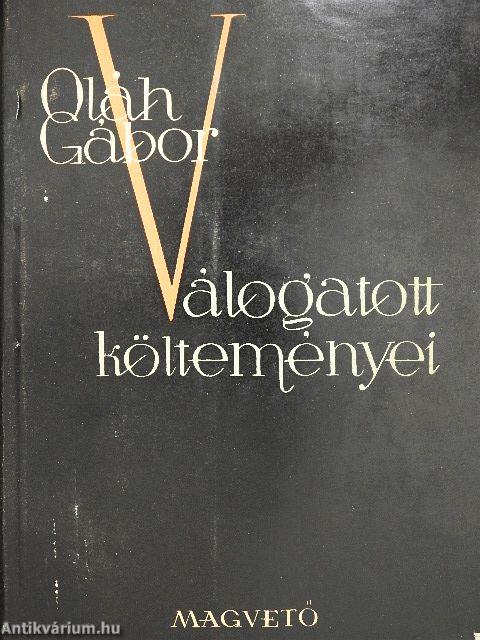 Oláh
Gábor
Válogatott
költeményei
MAGVETŐ
Antikvárium.hu